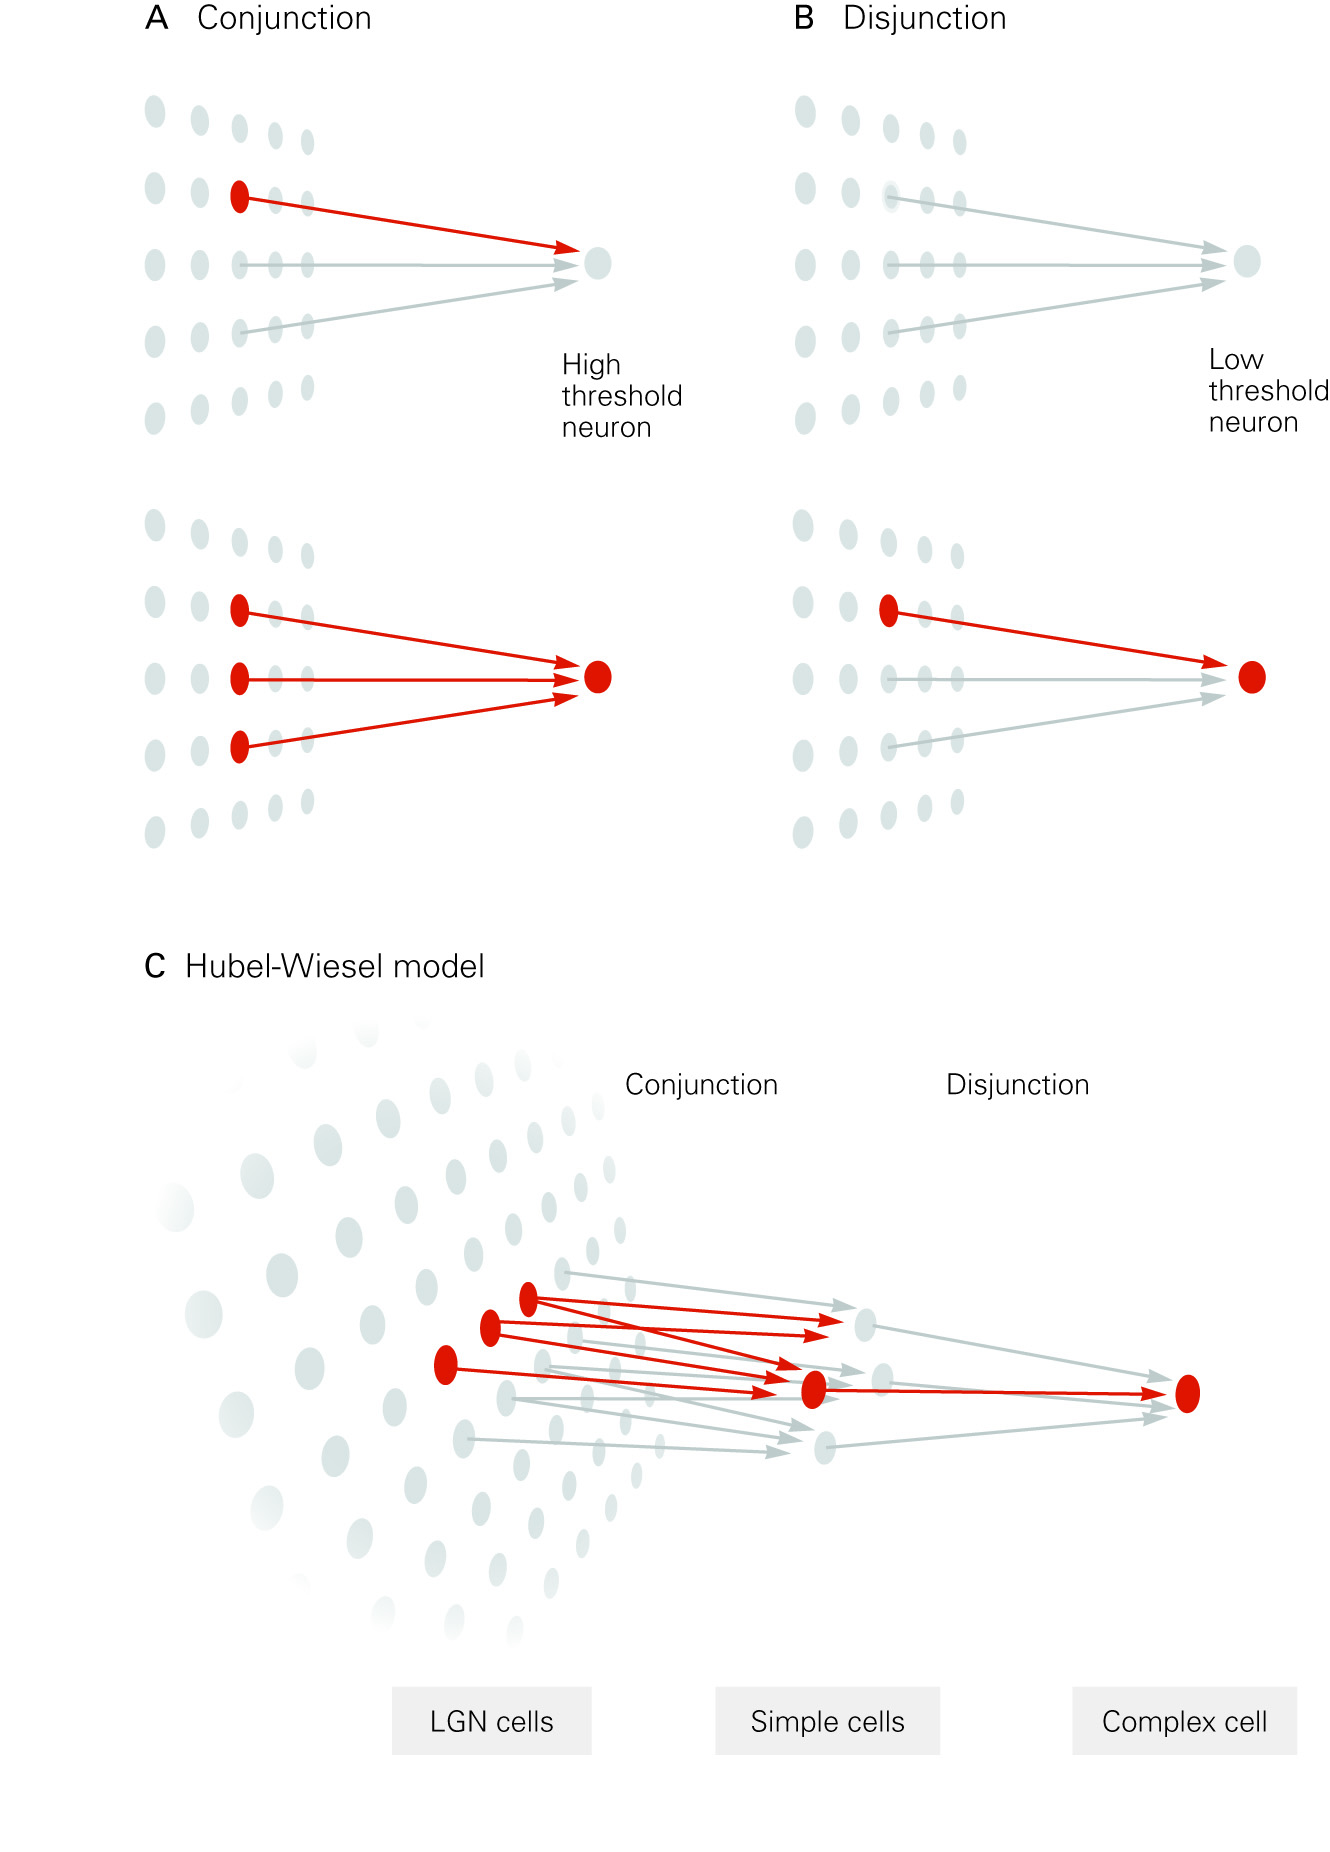 A Conjunction
B Disjunction
High
threshold
neuron
Low
threshold
neuron
C Hubel-Wiesel model
Conjunction
Disjunction
LGN cells
Simple cells
Complex cell